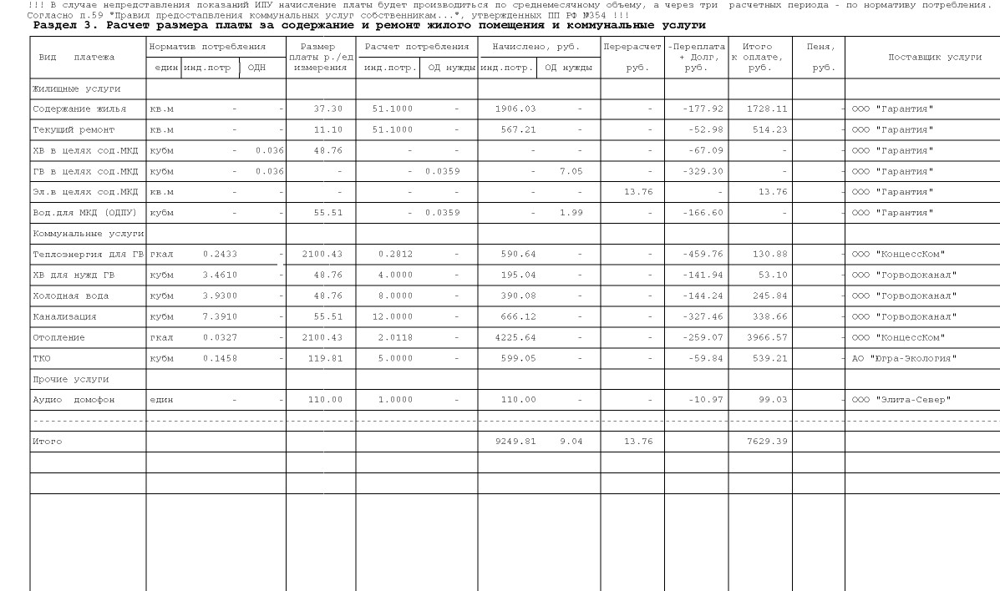 !!! В случае непредставления показаний ИПУ начисление платы будет производиться по среднемесячному объему, а через три расчетных периода - по нормативу потребления.
Согласно п.59 "Правил предостапвления коммунальных услуг собственникам...", утвержденных ПП РФ №354 !!!
Раздел 3. Расчет размера платы за содержание и ремонт жилого помещения и коммунальные услуги
Вид платежа Норматив потребления Размер платы р./ед измерения Расчет потребления Начислено, руб. Перерасчет руб. -Переплата + Долг, руб. Итого к оплате, руб. Пеня, руб. Поставщик услуги
един инд.потр ОДН инд.потр. ОД нужды инд.потр. ОД нужды
Жилищные услуги
Содержание жилья кв.м - - 37.30 51.1000 - 1906.03 - - -177.92 1728.11 - ООО "Гарантия"
Текущий ремонт кв.м - - 11.10 51.1000 - 567.21 - - -52.98 514.23 - ООО "Гарантия"
ХВ в целях сод.МКД кубм - 0.036 48.76 - - - - - -67.09 - - ООО "Гарантия"
ГВ в целях сод.МКД кубм - 0.036 - - 0.0359 - 7.05 - -329.30 - - ООО "Гарантия"
Эл.в целях сод.МКД кв.м - - - - - - - 13.76 - 13.76 - ООО "Гарантия"
Вод.для МКД (ОДПУ) кубм - - 55.51 - 0.0359 - 1.99 - -166.60 - - ООО "Гарантия"
Коммунальные услуги
Теплоэнергия для ГВ гкал 0.2433 - 2100.43 0.2812 - 590.64 - - -459.76 130.88 - ООО "КонцессКом"
ХВ для нужд ГВ кубм 3.4610 - 48.76 4.0000 - 195.04 - - -141.94 53.10 - ООО "Горводоканал"
Холодная вода кубм 3.9300 - 48.76 8.0000 - 390.08 - - -144.24 245.84 - ООО "Горводоканал"
Канализация кубм 7.3910 - 55.51 12.0000 - 666.12 - - -327.46 338.66 - ООО "Горводоканал"
Отопление гкал 0.0327 - 2100.43 2.0118 - 4225.64 - - -259.07 3966.57 - ООО "КонцессКом"
ТКО кубм 0.1458 - 119.81 5.0000 - 599.05 - - -59.84 539.21 - АО "Югра-Экология"
Прочие услуги
Аудио домофон един - - 110.00 1.0000 - 110.00 - - -10.97 99.03 - ООО "Элита-Север"
Итого 9249.81 9.04 13.76 7629.39